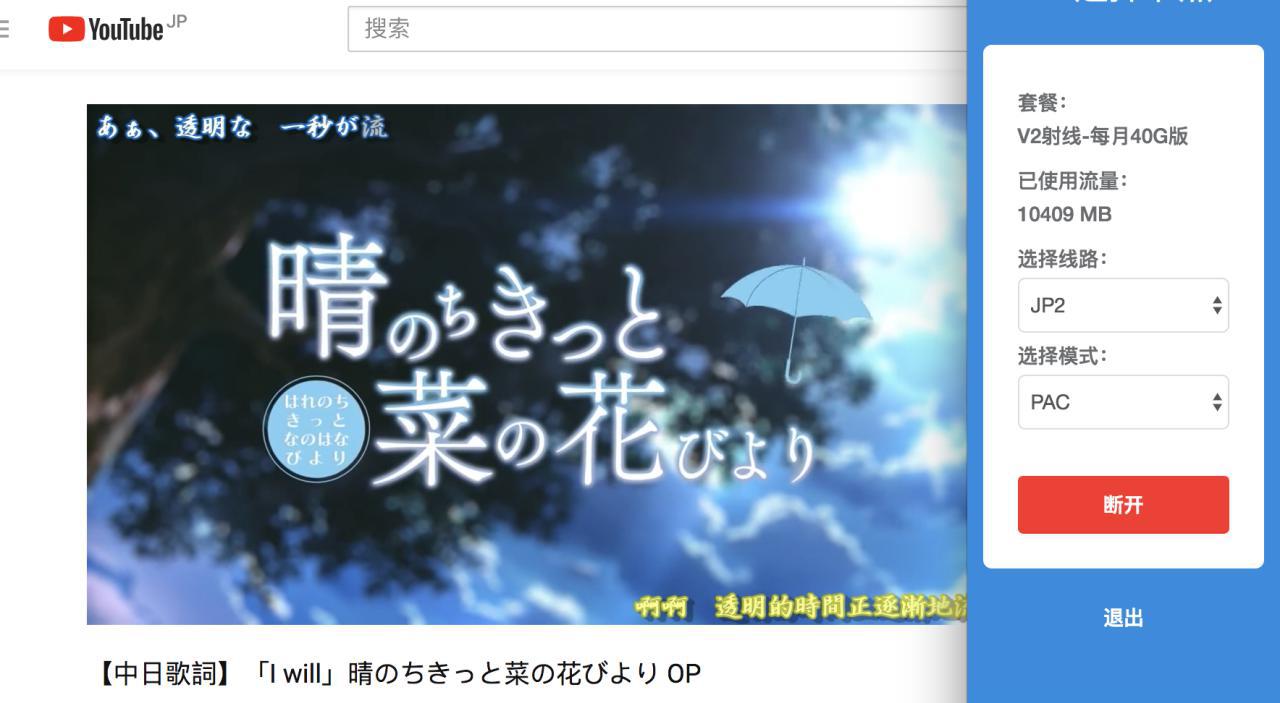 YouTube JP
搜索
あぁ、透明な 一秒が流
晴のちきっと
菜の花びより
はれのち
きっと
なのはな
びより
啊啊 透明的時間正逐漸地流
【中日歌詞】「I will」晴のちきっと菜の花びより OP
套餐：
V2射线-每月40G版
已使用流量：
10409 MB
选择线路：
JP2
选择模式：
PAC
断开
退出